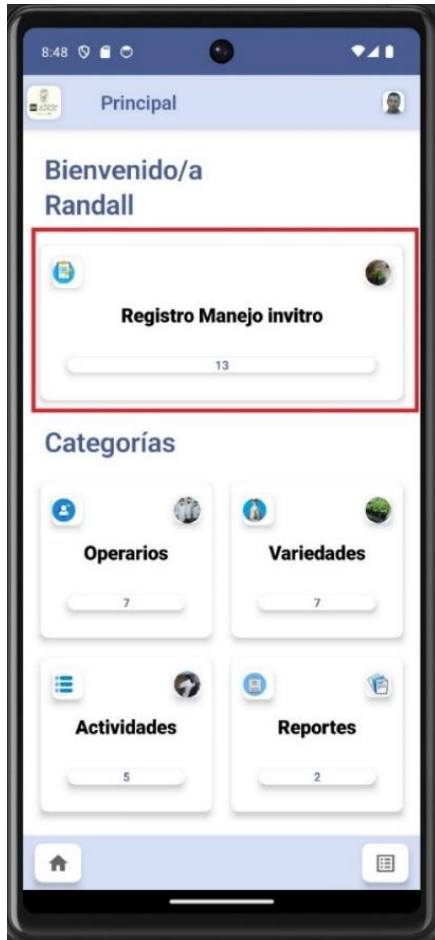 8:48
Principal
Bienvenido/a
Randall
Registro Manejo invitro
13
Categorías
Operarios
7
Variedades
7
Actividades
5
Reportes
2